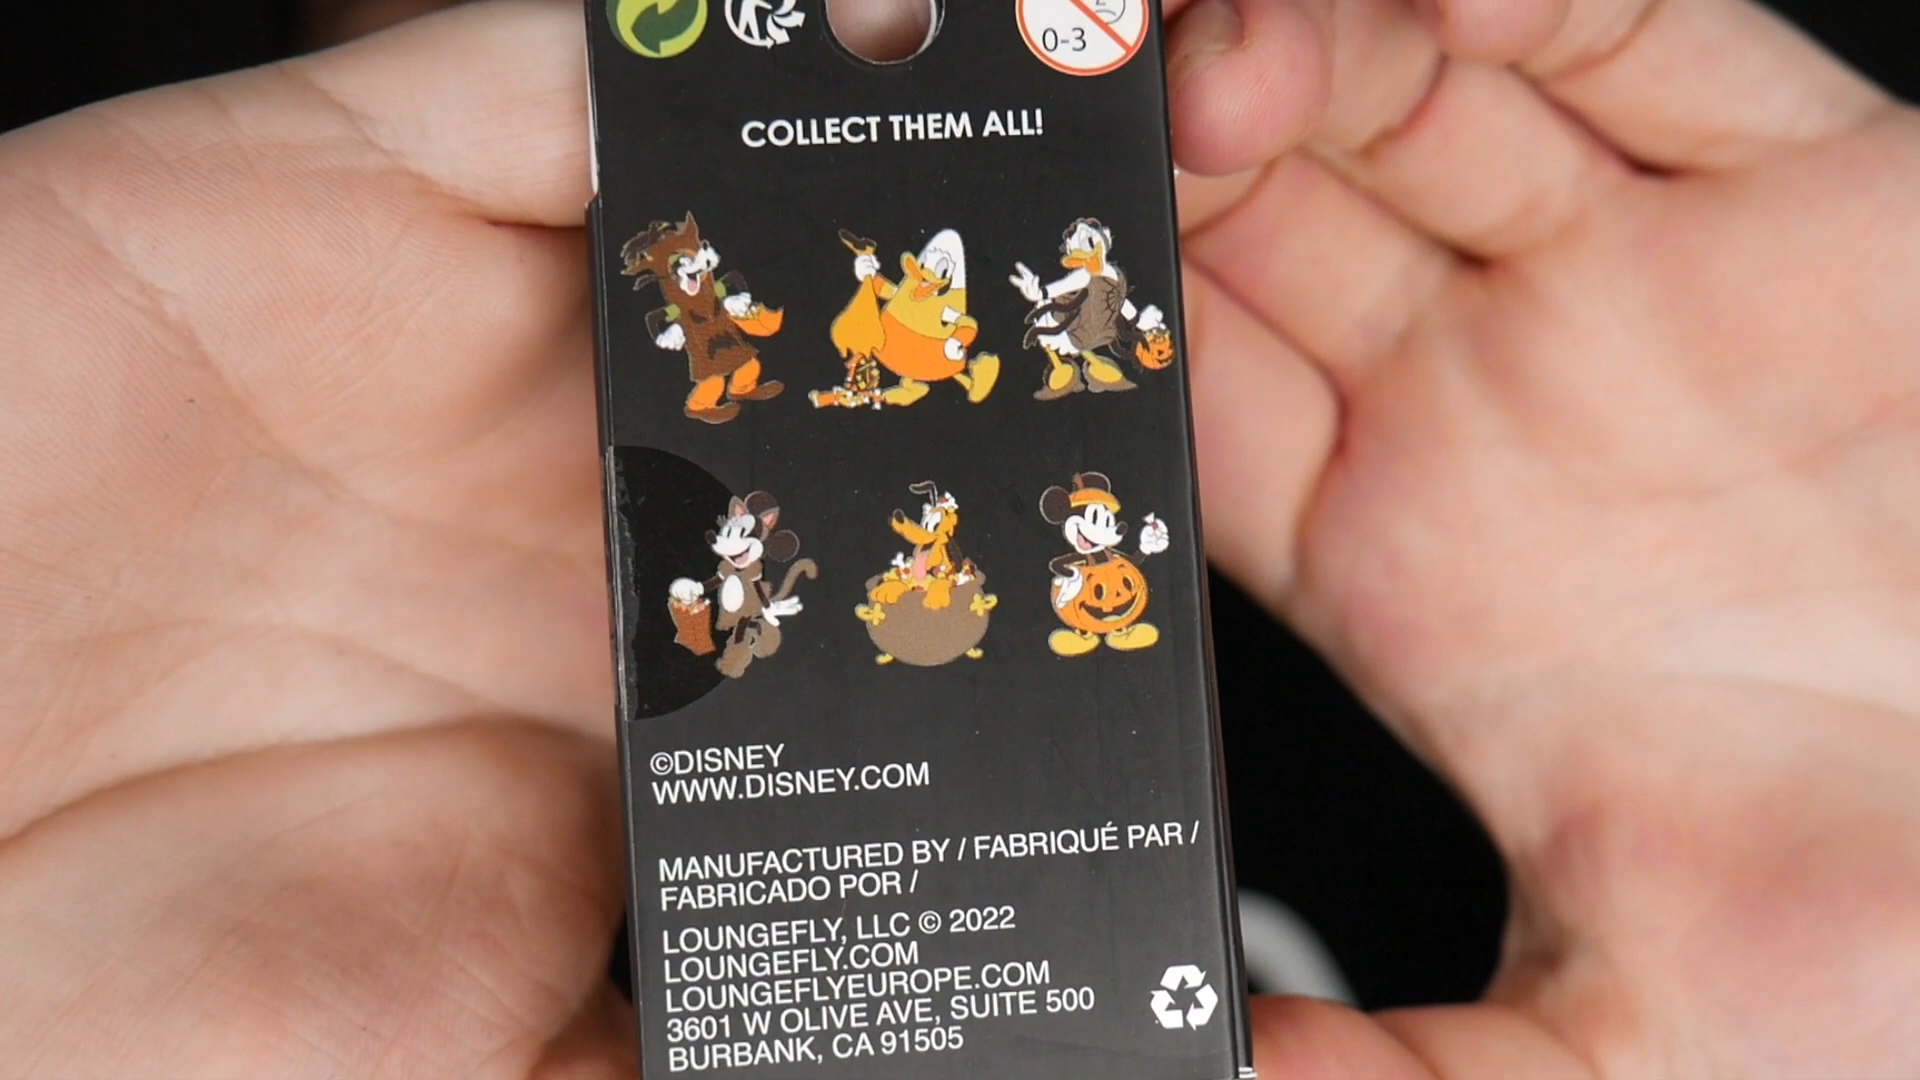 0-3
COLLECT THEM ALL!
©DISNEY
WWW.DISNEY.COM
MANUFACTURED BY / FABRIQUÉ PAR /
FABRICADO POR /
LOUNGEFLY, LLC © 2022
LOUNGEFLY.COM
LOUNGEFLYEUROPE.COM
3601 W OLIVE AVE, SUITE 500
BURBANK, CA 91505